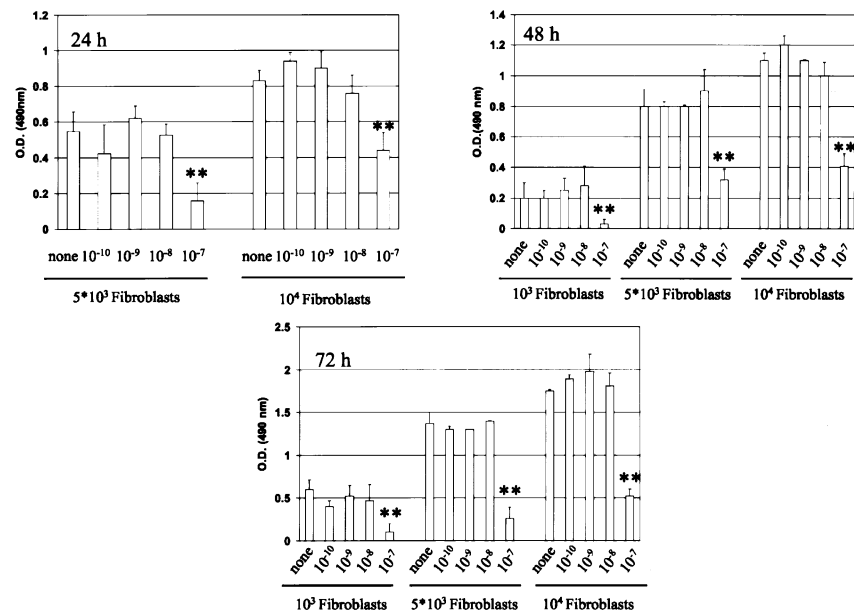 24 h
O.D. (490nm)
1.2
1
0.8
0.6
0.4
0.2
0
**
**
none 10⁻¹⁰ 10⁻⁹ 10⁻⁸ 10⁻⁷
none 10⁻¹⁰ 10⁻⁹ 10⁻⁸ 10⁻⁷
5*10³ Fibroblasts
10⁴ Fibroblasts
48 h
O.D.(490 nm)
1.4
1.2
1
0.8
0.6
0.4
0.2
0
**
**
**
none 10⁻¹⁰ 10⁻⁹ 10⁻⁸ 10⁻⁷
none 10⁻¹⁰ 10⁻⁹ 10⁻⁸ 10⁻⁷
none 10⁻¹⁰ 10⁻⁹ 10⁻⁸ 10⁻⁷
10³ Fibroblasts
5*10³ Fibroblasts
10⁴ Fibroblasts
72 h
O.D. (490 nm)
2.5
2
1.5
1
0.5
0
**
**
**
none 10⁻¹⁰ 10⁻⁹ 10⁻⁸ 10⁻⁷
none 10⁻¹⁰ 10⁻⁹ 10⁻⁸ 10⁻⁷
none 10⁻¹⁰ 10⁻⁹ 10⁻⁸ 10⁻⁷
10³ Fibroblasts
5*10³ Fibroblasts
10⁴ Fibroblasts